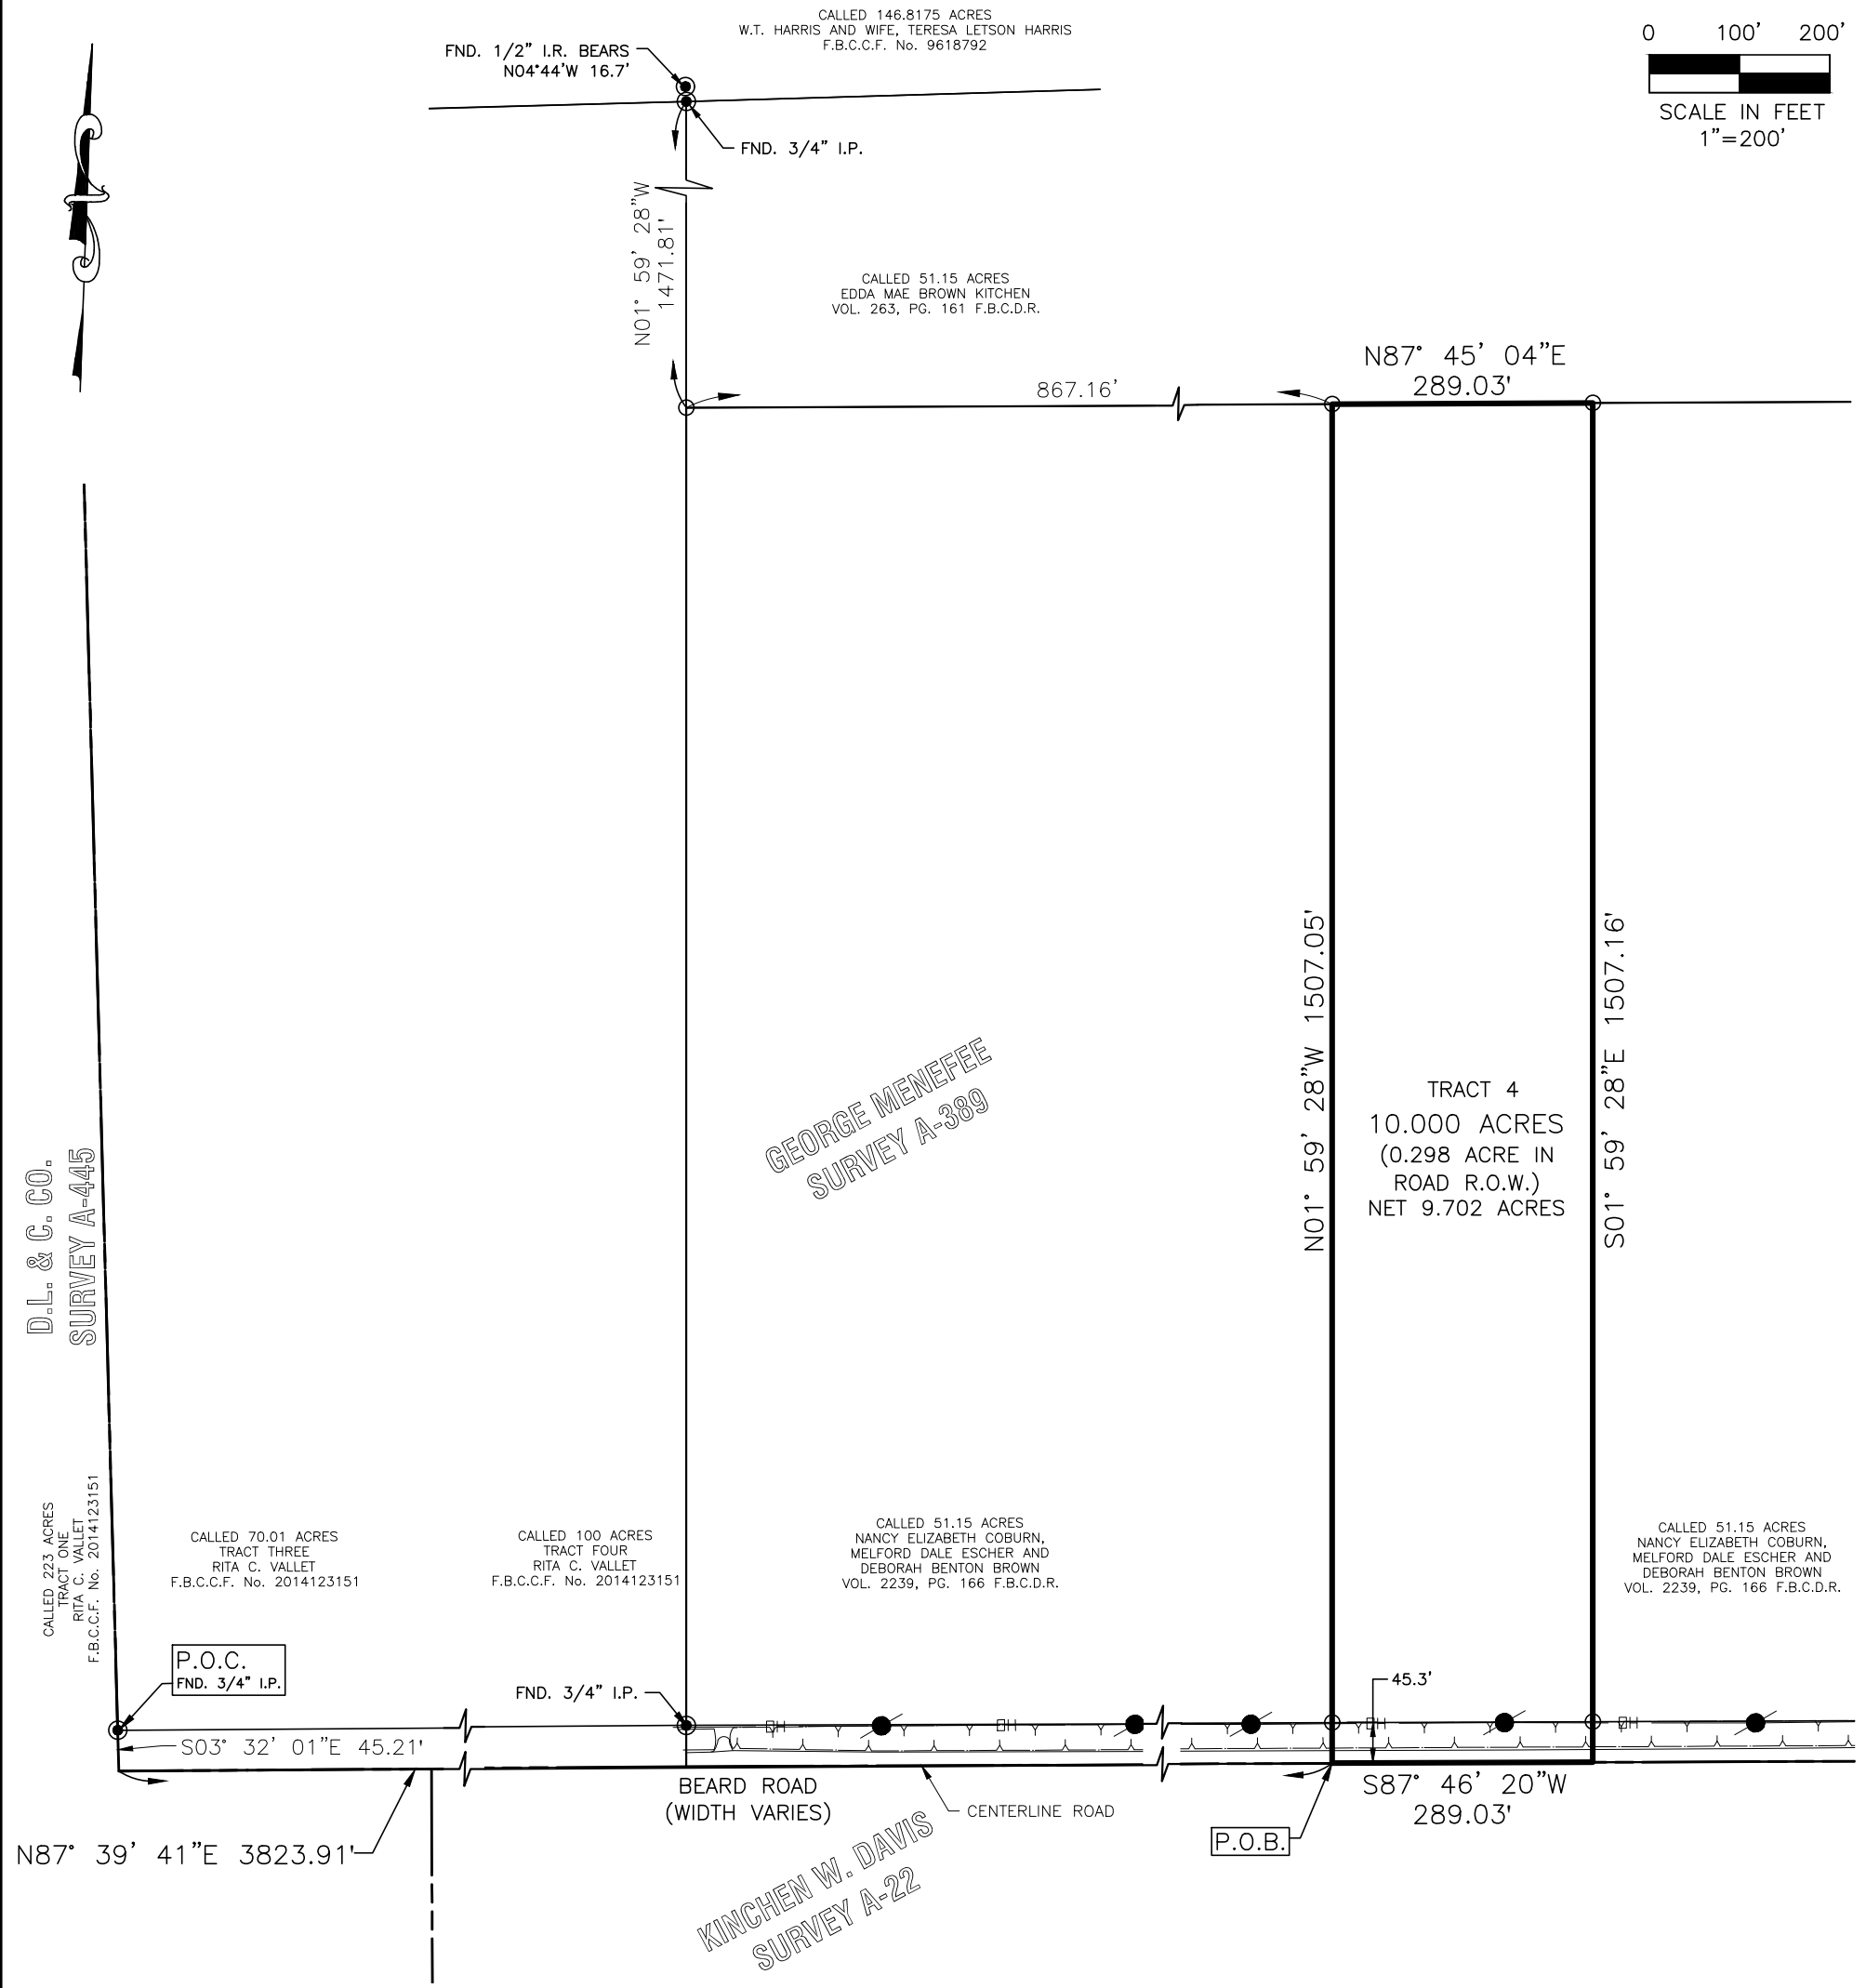 CALLED 146.8175 ACRES
W.T. HARRIS AND WIFE, TERESA LETSON HARRIS
F.B.C.C.F. No. 9618792
FND. 1/2" I.R. BEARS
N04°44'W 16.7'
FND. 3/4" I.P.
0 100' 200'
SCALE IN FEET
1"=200'
N01° 59' 28"W
1471.81'
CALLED 51.15 ACRES
EDDA MAE BROWN KITCHEN
VOL. 263, PG. 161 F.B.C.D.R.
867.16'
N87° 45' 04"E
289.03'
N01° 59' 28"W 1507.05'
S01° 59' 28"E 1507.16'
TRACT 4
10.000 ACRES
(0.298 ACRE IN
ROAD R.O.W.)
NET 9.702 ACRES
GEORGE MENEFEE
SURVEY A-389
D.L. & C. CO.
SURVEY A-445
CALLED 223 ACRES
TRACT ONE
RITA C. VALLET
F.B.C.C.F. No. 2014123151
CALLED 70.01 ACRES
TRACT THREE
RITA C. VALLET
F.B.C.C.F. No. 2014123151
CALLED 100 ACRES
TRACT FOUR
RITA C. VALLET
F.B.C.C.F. No. 2014123151
CALLED 51.15 ACRES
NANCY ELIZABETH COBURN,
MELFORD DALE ESCHER AND
DEBORAH BENTON BROWN
VOL. 2239, PG. 166 F.B.C.D.R.
CALLED 51.15 ACRES
NANCY ELIZABETH COBURN,
MELFORD DALE ESCHER AND
DEBORAH BENTON BROWN
VOL. 2239, PG. 166 F.B.C.D.R.
P.O.C.
FND. 3/4" I.P.
FND. 3/4" I.P.
45.3'
S03° 32' 01"E 45.21'
BEARD ROAD
(WIDTH VARIES)
CENTERLINE ROAD
S87° 46' 20"W
289.03'
P.O.B.
N87° 39' 41"E 3823.91'
KINCHEN W. DAVIS
SURVEY A-22